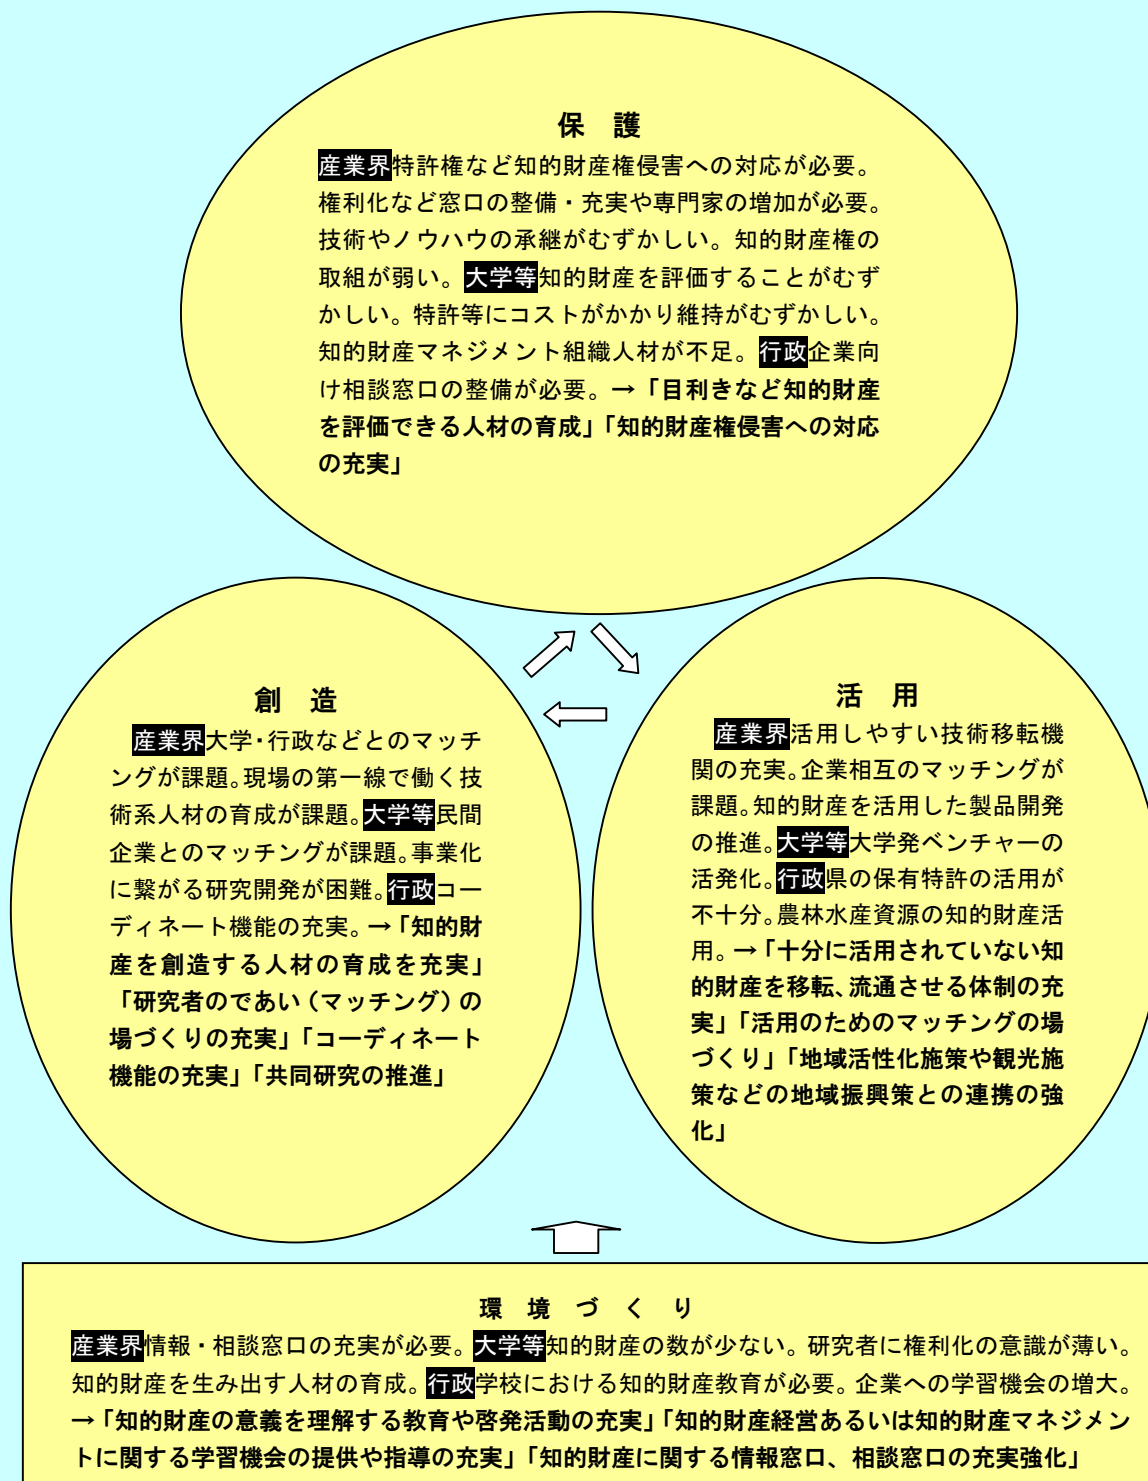 保　護
産業界特許権など知的財産権侵害への対応が必要。
権利化など窓口の整備・充実や専門家の増加が必要。
技術やノウハウの承継がむずかしい。知的財産権の
取組が弱い。大学等知的財産を評価することがむず
かしい。特許等にコストがかかり維持がむずかしい。
知的財産マネジメント組織人材が不足。行政企業向
け相談窓口の整備が必要。→「目利きなど知的財産
を評価できる人材の育成」「知的財産権侵害への対応
の充実」
創　造
産業界大学・行政などとのマッチ
ングが課題。現場の第一線で働く技
術系人材の育成が課題。大学等民間
企業とのマッチングが課題。事業化
に繋がる研究開発が困難。行政コー
ディネート機能の充実。→「知的財
産を創造する人材の育成を充実」
「研究者のであい（マッチング）の
場づくりの充実」「コーディネート
機能の充実」「共同研究の推進」
活　用
産業界活用しやすい技術移転機
関の充実。企業相互のマッチングが
課題。知的財産を活用した製品開発
の推進。大学等大学発ベンチャーの
活発化。行政県の保有特許の活用が
不十分。農林水産資源の知的財産活
用。→「十分に活用されていない知
的財産を移転、流通させる体制の充
実」「活用のためのマッチングの場
づくり」「地域活性化施策や観光施
策などの地域振興策との連携の強
化」
環　境　づ　く　り
産業界情報・相談窓口の充実が必要。大学等知的財産の数が少ない。研究者に権利化の意識が薄い。
知的財産を生み出す人材の育成。行政学校における知的財産教育が必要。企業への学習機会の増大。
→「知的財産の意義を理解する教育や啓発活動の充実」「知的財産経営あるいは知的財産マネジメン
トに関する学習機会の提供や指導の充実」「知的財産に関する情報窓口、相談窓口の充実強化」